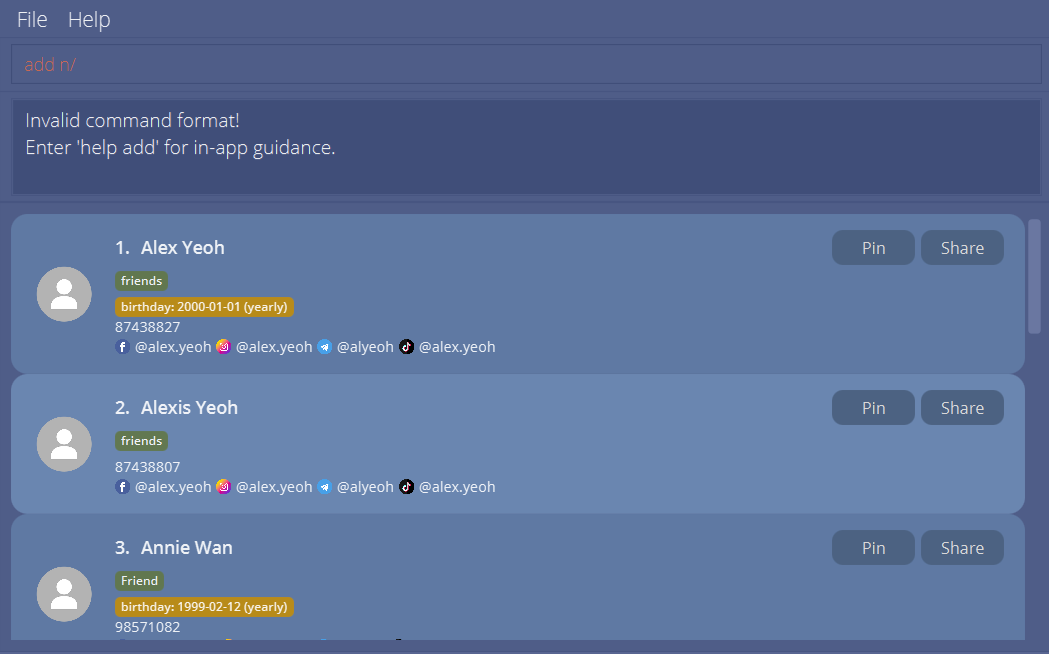 File Help
add n/
Invalid command format!
Enter 'help add' for in-app guidance.
1. Alex Yeoh Pin Share
friends
birthday: 2000-01-01 (yearly)
87438827
@alex.yeoh @alex.yeoh @alyeoh @alex.yeoh
2. Alexis Yeoh Pin Share
friends
87438807
@alex.yeoh @alex.yeoh @alyeoh @alex.yeoh
3. Annie Wan Pin Share
Friend
birthday: 1999-02-12 (yearly)
98571082